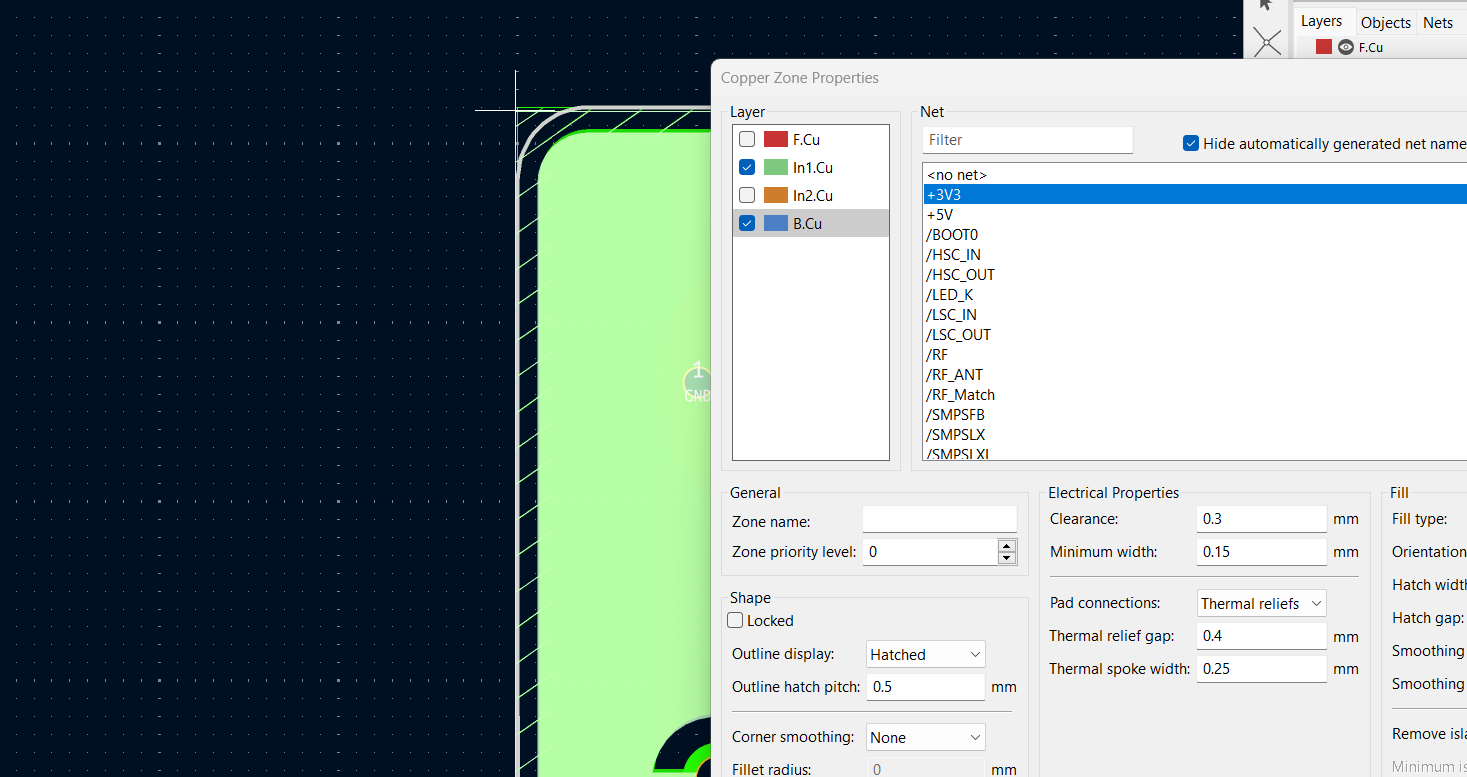 Layers Objects Nets
F.Cu
Copper Zone Properties
Layer
F.Cu
In1.Cu
In2.Cu
B.Cu
Net
Filter
Hide automatically generated net name
<no net>
+3V3
+5V
/BOOT0
/HSC_IN
/HSC_OUT
/LED_K
/LSC_IN
/LSC_OUT
/RF
/RF_ANT
/RF_Match
/SMPSFB
/SMPSLX
/SMPSLXL
1
GND
General
Zone name:
Zone priority level: 0
Shape
Locked
Outline display: Hatched
Outline hatch pitch: 0.5 mm
Corner smoothing: None
Fillet radius: 0 mm
Electrical Properties
Clearance: 0.3 mm
Minimum width: 0.15 mm
Pad connections: Thermal reliefs
Thermal relief gap: 0.4 mm
Thermal spoke width: 0.25 mm
Fill
Fill type:
Orientation
Hatch widt
Hatch gap:
Smoothing
Smoothing
Remove isla
Minimum is